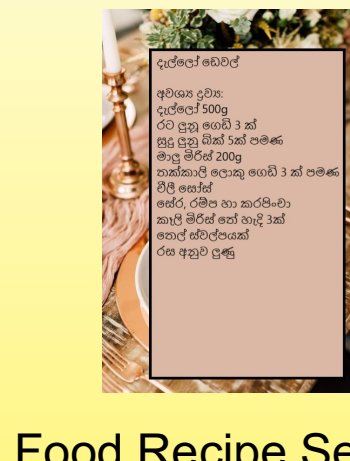 දැල්ලෝ ඩෙවල්
අවශ්‍ය ද්‍රව්‍ය:
දැල්ලෝ 500g
රට ලුනු ගෙඩි 3 ක්
සුදු ලුනු බික් 5ක් පමණ
මාලු මිරිස් 200g
තක්කාලි ලොකු ගෙඩි 3 ක් පමණ
චීලී සෝස්
සේර, රම්ප හා කරපිංචා
කෑලි මිරිස් තේ හැදි 3ක්
තෙල් ස්වල්පයක්
රස අනුව ලුණු
Food Recipe Se